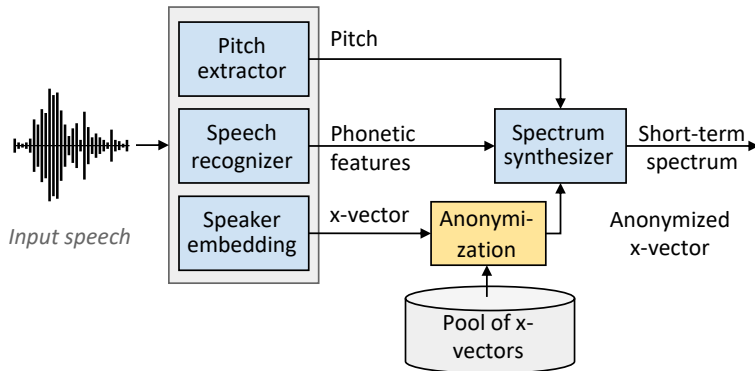 Pitch
extractor
Pitch
Speech
recognizer
Phonetic
features
Spectrum
synthesizer
Short-term
spectrum
Input speech
Speaker
embedding
x-vector
Anonymi-
zation
Anonymized
x-vector
Pool of x-
vectors